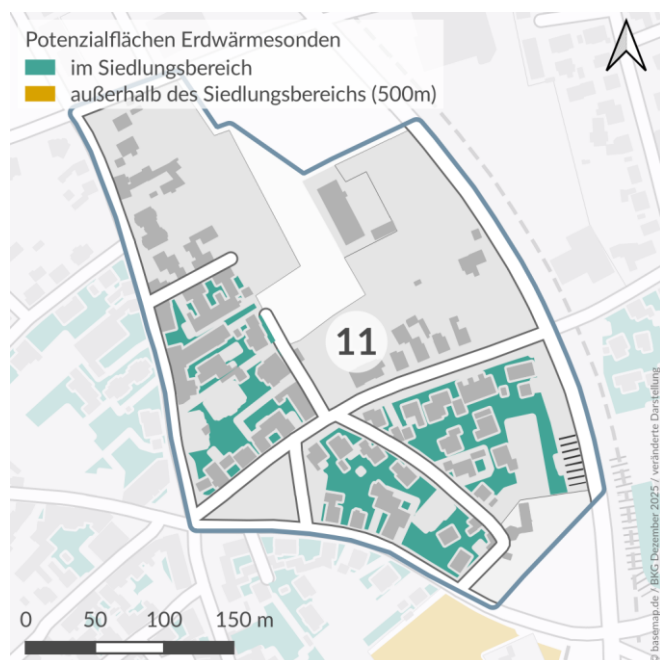 Potenzialflächen Erdwärmesonden
im Siedlungsbereich
außerhalb des Siedlungsbereichs (500m)
11
0 50 100 150 m
© basemap.de / BKG Dezember 2025 / veränderte Darstellung